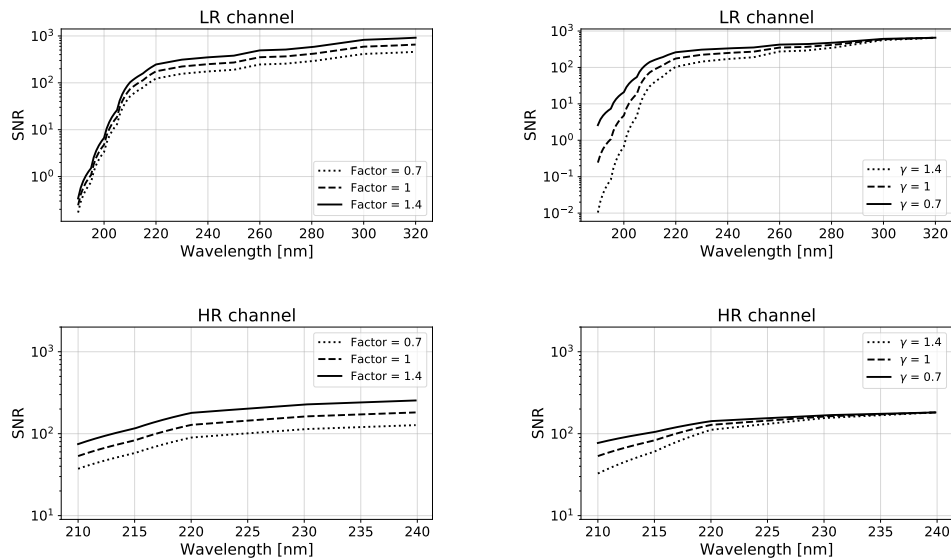 LR channel
SNR
10³
10²
10¹
10⁰
Factor = 0.7
Factor = 1
Factor = 1.4
200 220 240 260 280 300 320
Wavelength [nm]
LR channel
SNR
10³
10²
10¹
10⁰
10⁻¹
10⁻²
γ = 1.4
γ = 1
γ = 0.7
200 220 240 260 280 300 320
Wavelength [nm]
HR channel
SNR
10³
10²
10¹
Factor = 0.7
Factor = 1
Factor = 1.4
210 215 220 225 230 235 240
Wavelength [nm]
HR channel
SNR
10³
10²
10¹
γ = 1.4
γ = 1
γ = 0.7
210 215 220 225 230 235 240
Wavelength [nm]